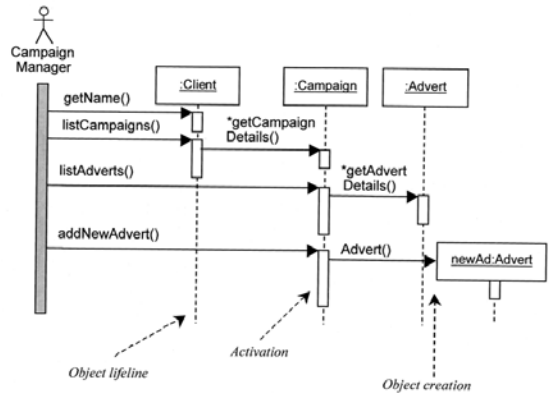 Campaign
Manager
:Client
:Campaign
:Advert
getName()
listCampaigns()
*getCampaign
Details()
listAdverts()
*getAdvert
Details()
addNewAdvert()
Advert()
newAd:Advert
Object lifeline
Activation
Object creation